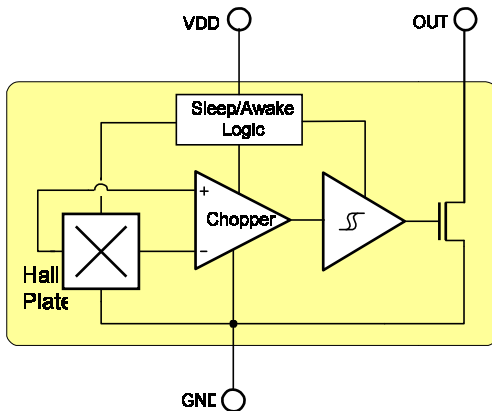 VDD
OUT
Sleep/Awake
Logic
+
Chopper
-
Hall
Plate
GND